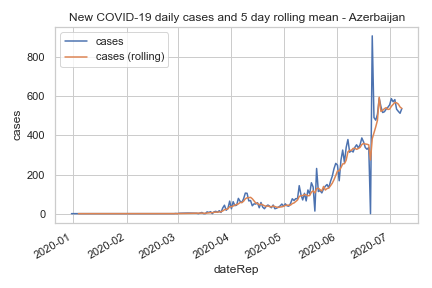 New COVID-19 daily cases and 5 day rolling mean - Azerbaijan
cases
cases (rolling)
800
600
400
200
0
cases
2020-01
2020-02
2020-03
2020-04
2020-05
2020-06
2020-07
dateRep